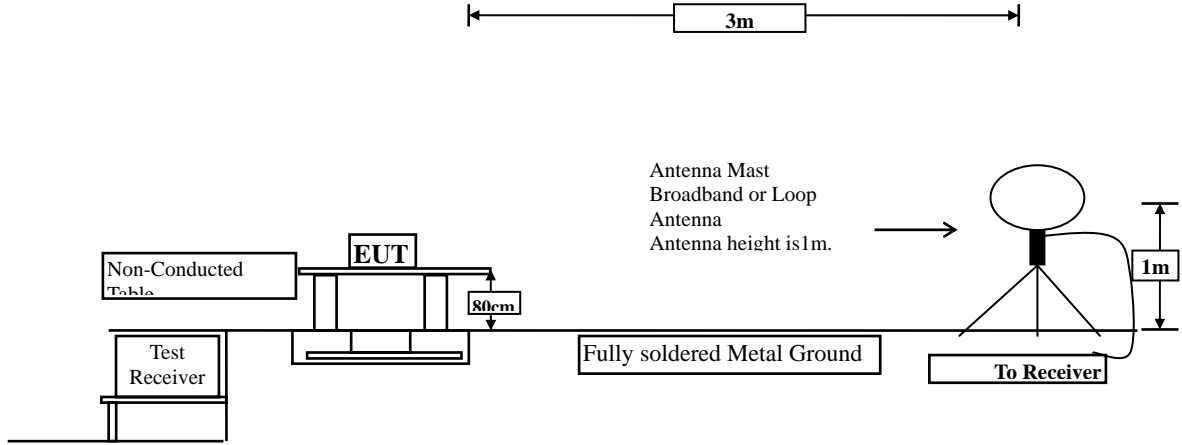 3m
Antenna Mast
Broadband or Loop
Antenna
Antenna height is1m.
EUT
Non-Conducted
Table
80cm
1m
Test
Receiver
Fully soldered Metal Ground
To Receiver